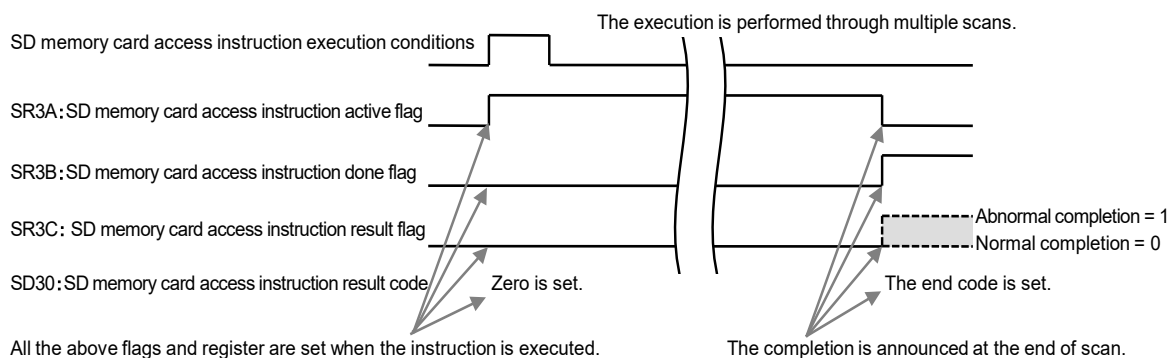 The execution is performed through multiple scans.
SD memory card access instruction execution conditions
SR3A:SD memory card access instruction active flag
SR3B:SD memory card access instruction done flag
SR3C: SD memory card access instruction result flag
Abnormal completion = 1
Normal completion = 0
SD30:SD memory card access instruction result code
Zero is set.
The end code is set.
All the above flags and register are set when the instruction is executed.
The completion is announced at the end of scan.